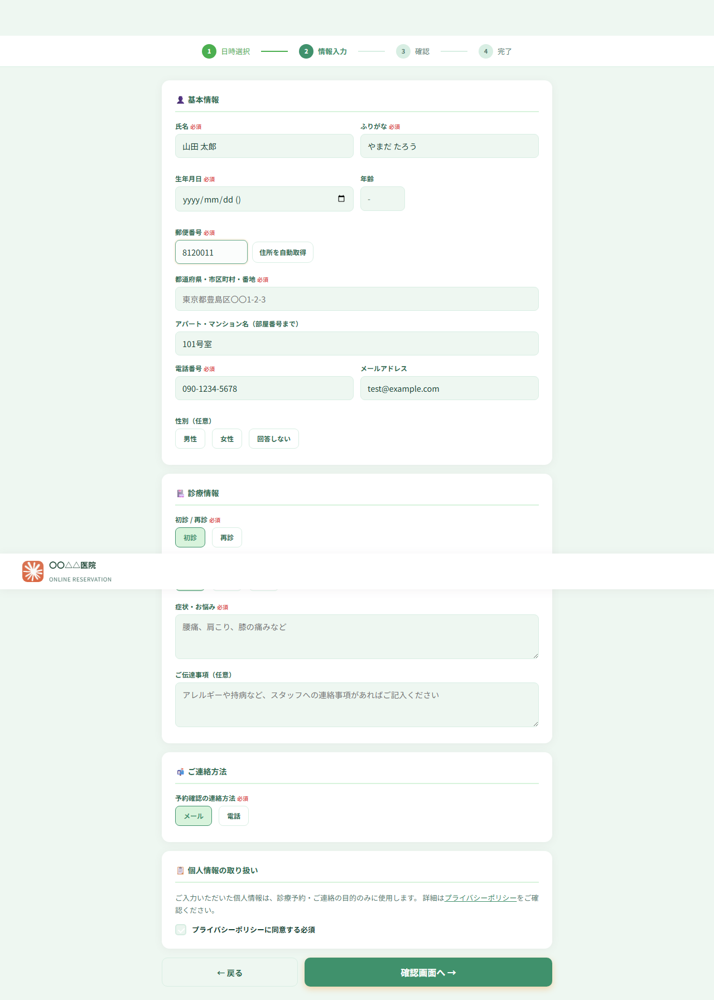 1 日時選択 2 情報入力 3 確認 4 完了
基本情報
氏名 必須 ふりがな 必須
山田 太郎 やまだ たろう
生年月日 必須 年齢
yyyy/mm/dd () -
郵便番号 必須
8120011 住所を自動取得
都道府県・市区町村・番地 必須
東京都豊島区〇〇1-2-3
アパート・マンション名（部屋番号まで）
101号室
電話番号 必須 メールアドレス
090-1234-5678 test@example.com
性別（任意）
男性 女性 回答しない
診療情報
初診 / 再診 必須
初診 再診
〇〇△△医院
ONLINE RESERVATION
症状・お悩み 必須
腰痛、肩こり、膝の痛みなど
ご伝達事項（任意）
アレルギーや持病など、スタッフへの連絡事項があればご記入ください
ご連絡方法
予約確認の連絡方法 必須
メール 電話
個人情報の取り扱い
ご入力いただいた個人情報は、診療予約・ご連絡の目的のみに使用します。 詳細はプライバシーポリシーをご確
認ください。
プライバシーポリシーに同意する必須
← 戻る 確認画面へ →